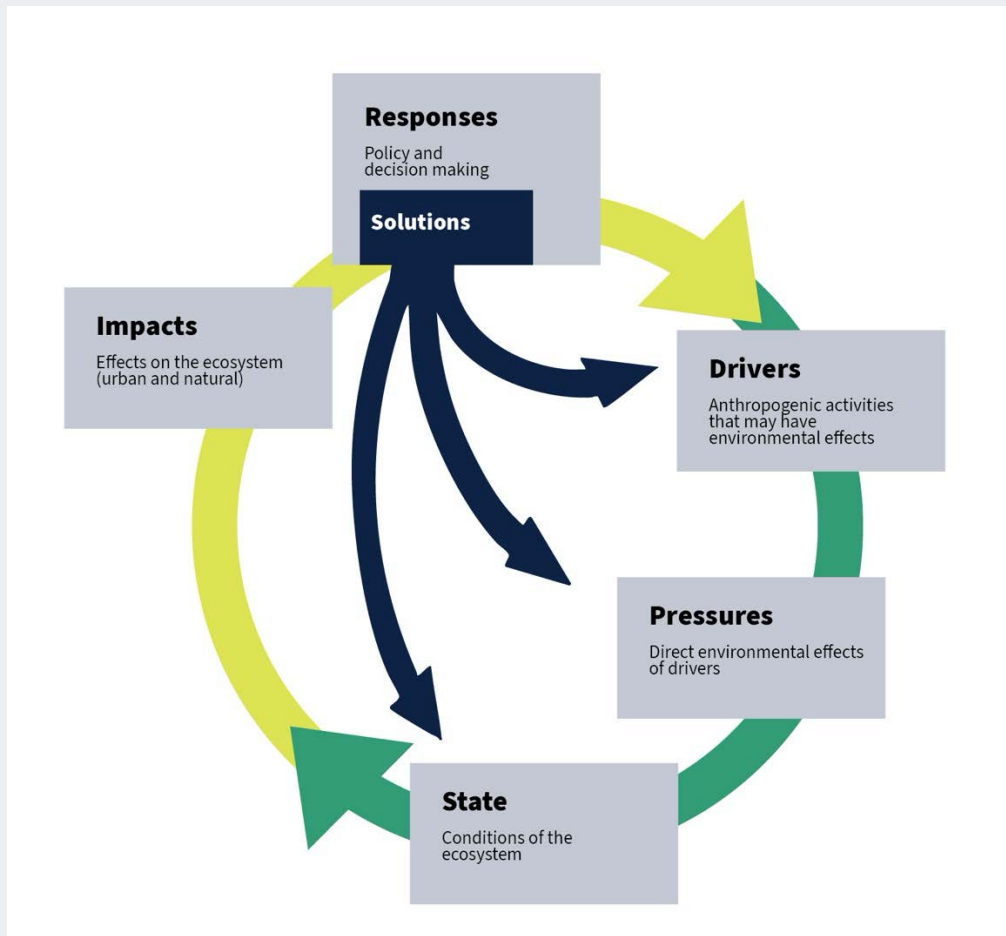 Responses
Policy and
decision making
Solutions
Impacts
Effects on the ecosystem
(urban and natural)
Drivers
Anthropogenic activities
that may have
environmental effects
Pressures
Direct environmental effects
of drivers
State
Conditions of the
ecosystem